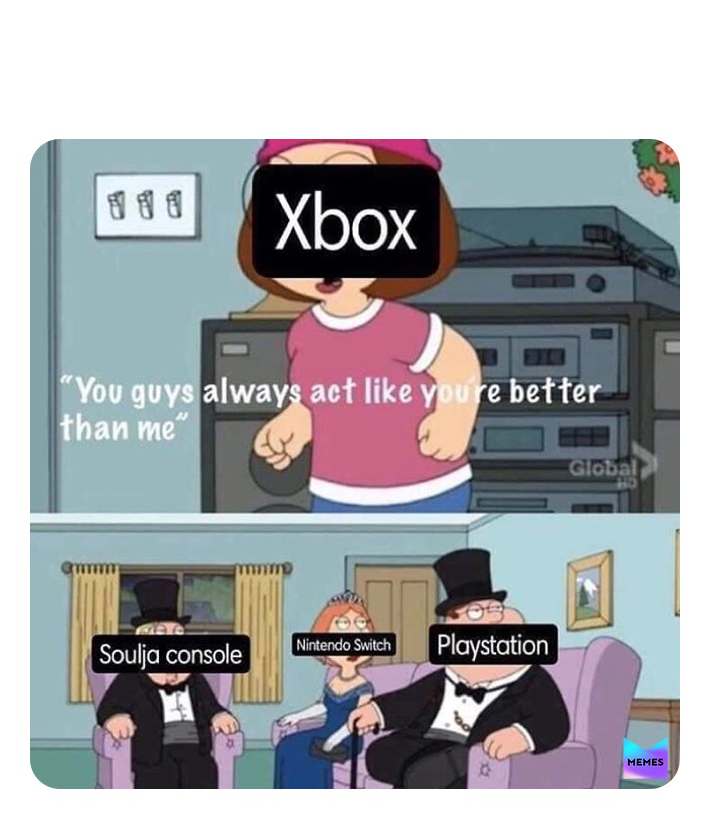 Xbox
“You guys always act like you're better
than me”
Global
HD
Soulja console
Nintendo Switch
Playstation
MEMES